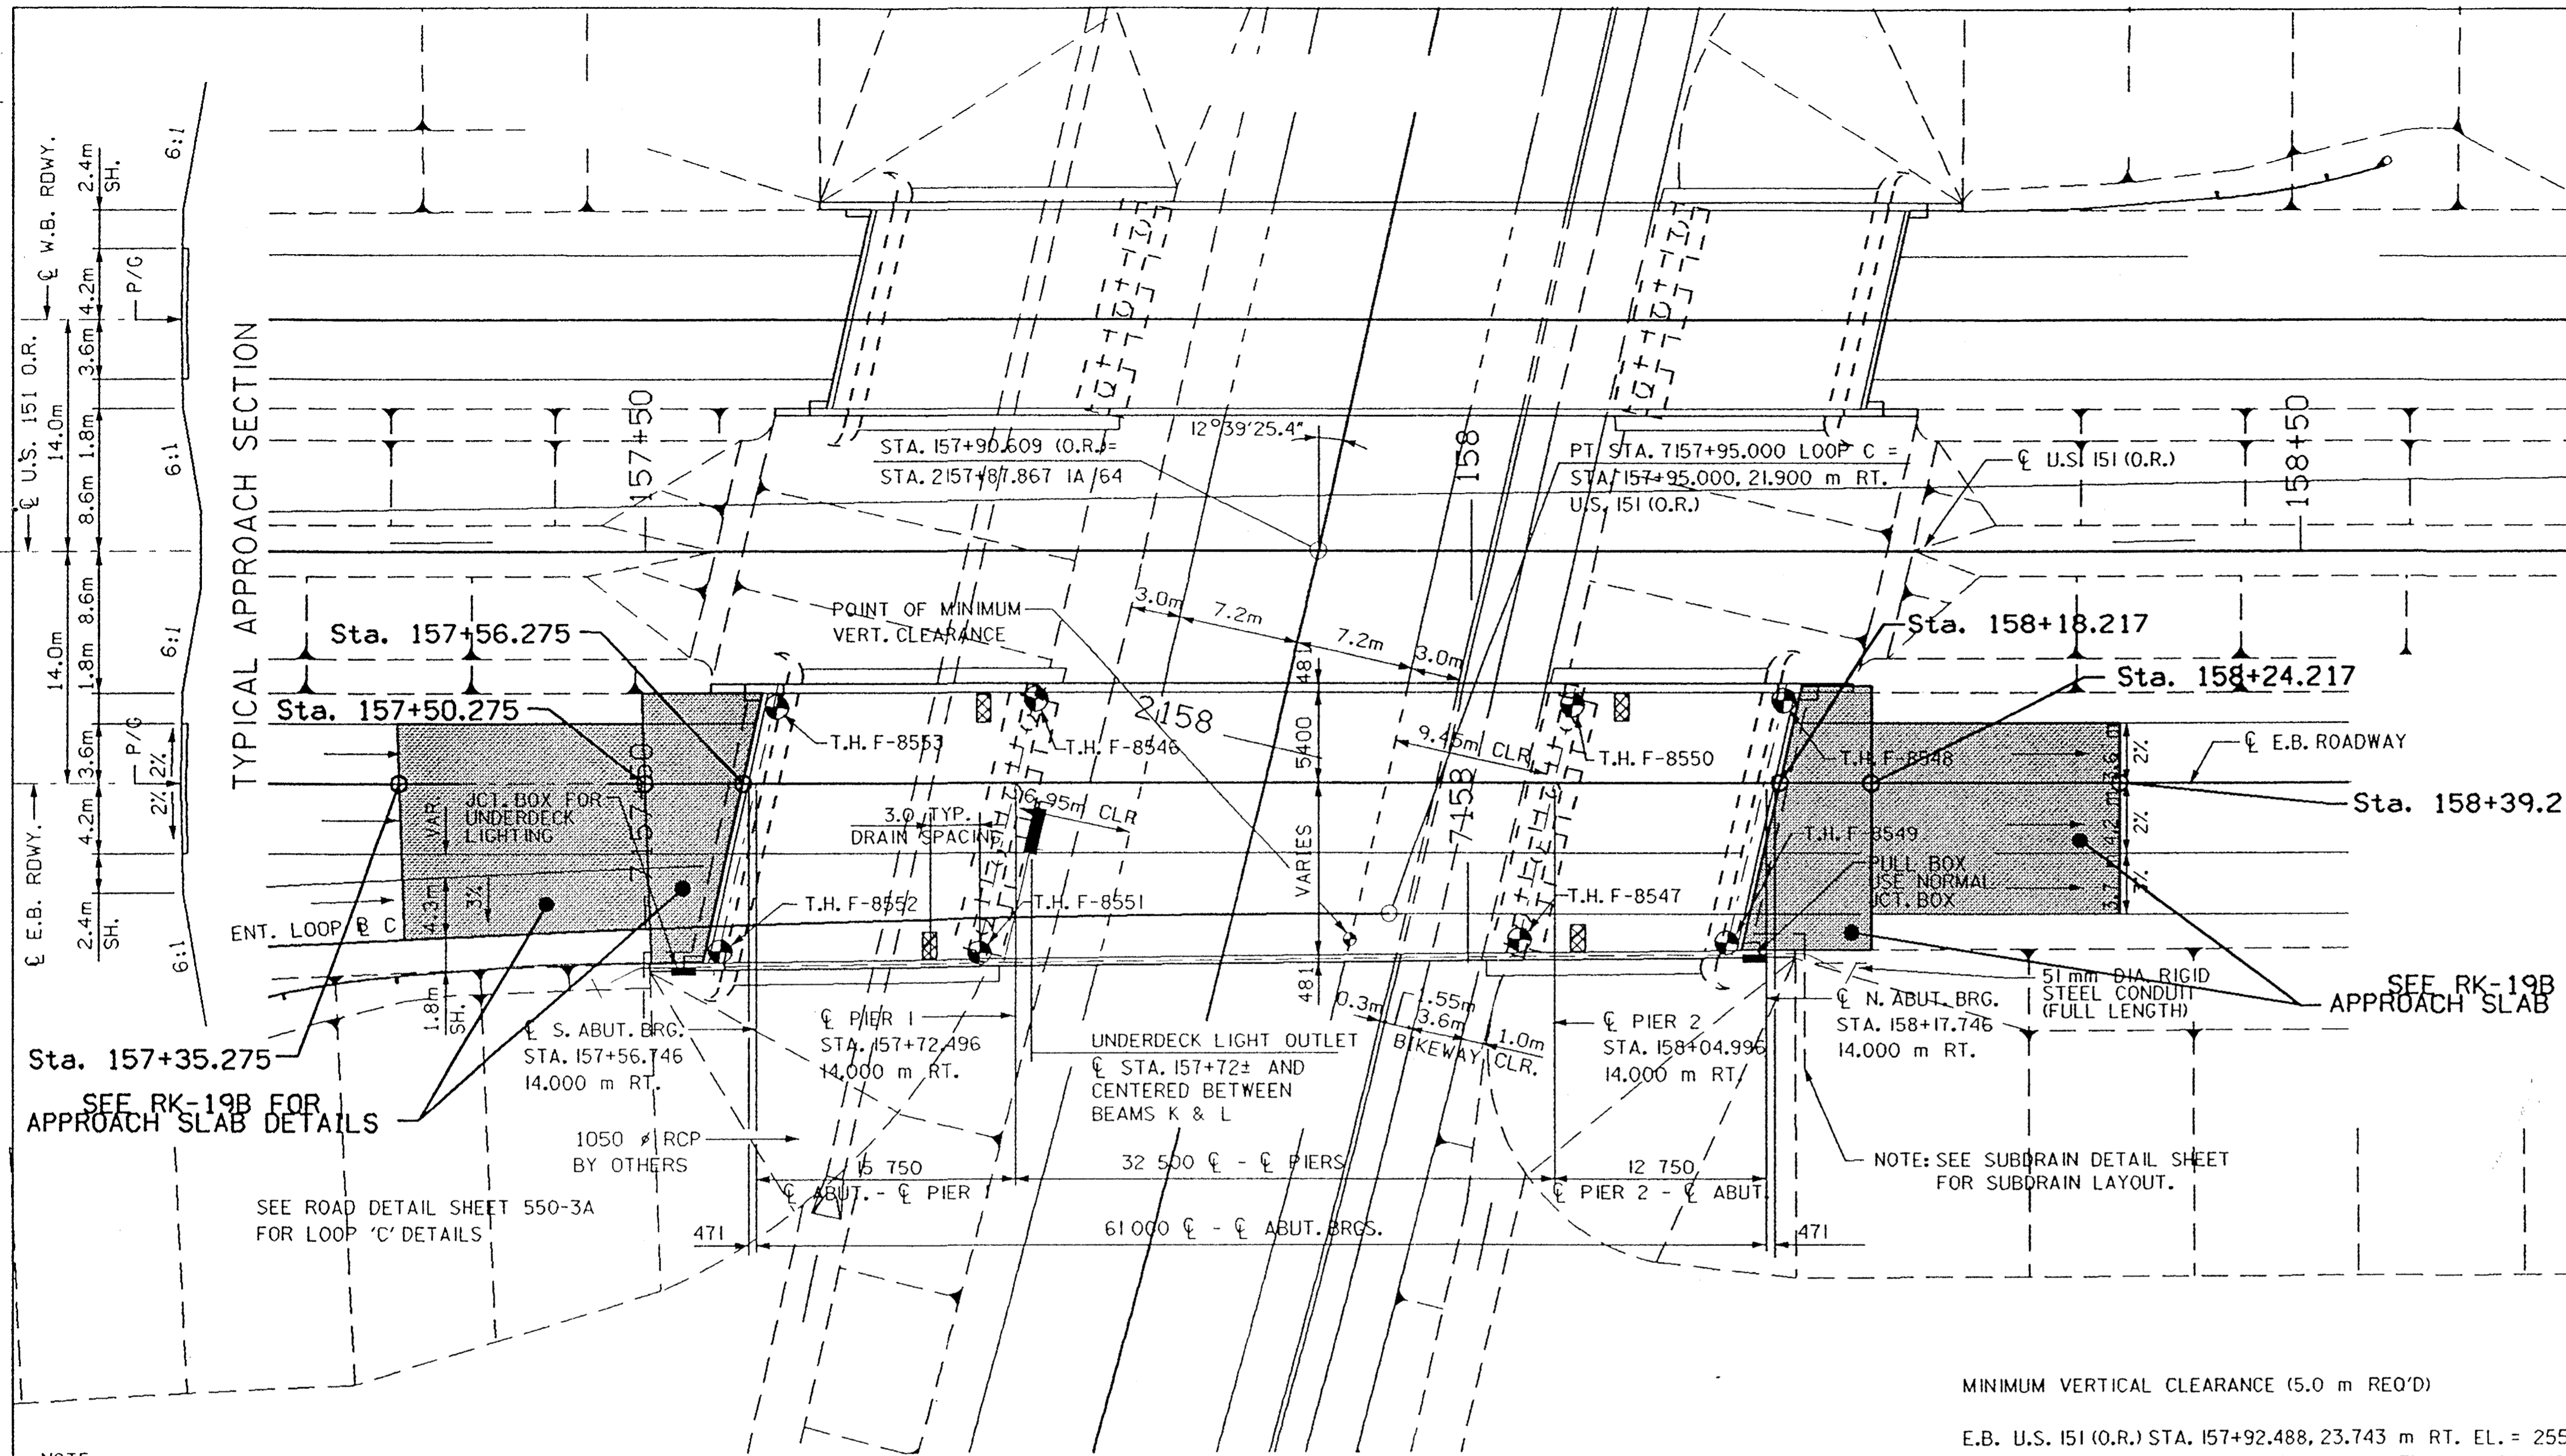 TYPICAL APPROACH SECTION
℄ W.B. RDWY.
2.4m
SH.
6:1
P/G
4.2m
3.6m
℄ U.S. 151 O.R.
14.0m
1.8m
8.6m
6:1
14.0m
8.6m
1.8m
6:1
P/G
3.6m
2%
2%
4.2m
℄ E.B. RDWY.
2.4m
SH.
6:1
157+50
12°39'25.4"
STA. 157+90.609 (O.R.)=
STA. 2157+87.867 IA 64
158
PT. STA. 7157+95.000 LOOP C =
STA. 157+95.000, 21.900 m RT.
U.S. 151 (O.R.)
℄ U.S. 151 (O.R.)
158+50
POINT OF MINIMUM
VERT. CLEARANCE
3.0m
7.2m
7.2m
3.0m
Sta. 157+56.275
Sta. 157+50.275
Sta. 158+18.217
Sta. 158+24.217
481
2158
5400
T.H. F-8553
T.H. F-8546
9.45m CLR.
T.H. F-8550
T.H. F-8548
℄ E.B. ROADWAY
3.6 m
2%
Sta. 158+39.2
JCT. BOX FOR
UNDERDECK
LIGHTING
VAR.
7157+50
3.0 TYP.
DRAIN SPACING
6.95m CLR.
VARIES
7158
T.H. F-8549
4.2 m
2%
PULL BOX
USE NORMAL
JCT. BOX
3%
4.3m
3%
T.H. F-8552
T.H. F-8551
T.H. F-8547
ENT. LOOP ℄ C
1.8m
SH.
481
0.3m
1.55m
3.6m
BIKEWAY
1.0m
CLR.
51 mm DIA. RIGID
STEEL CONDUIT
(FULL LENGTH)
SEE RK-19B
APPROACH SLAB
Sta. 157+35.275
SEE RK-19B FOR
APPROACH SLAB DETAILS
℄ S. ABUT. BRG.
STA. 157+56.746
14.000 m RT.
℄ PIER 1
STA. 157+72.496
14.000 m RT.
UNDERDECK LIGHT OUTLET
℄ STA. 157+72± AND
CENTERED BETWEEN
BEAMS K & L
℄ PIER 2
STA. 158+04.996
14.000 m RT.
℄ N. ABUT. BRG.
STA. 158+17.746
14.000 m RT.
1050 ø RCP
BY OTHERS
15 750
℄ ABUT. - ℄ PIER 1
32 500 ℄ - ℄ PIERS
12 750
℄ PIER 2 - ℄ ABUT.
NOTE: SEE SUBDRAIN DETAIL SHEET
FOR SUBDRAIN LAYOUT.
SEE ROAD DETAIL SHEET 550-3A
FOR LOOP 'C' DETAILS
471
61 000 ℄ - ℄ ABUT. BRGS.
471
MINIMUM VERTICAL CLEARANCE (5.0 m REQ'D)
E.B. U.S. 151 (O.R.) STA. 157+92.488, 23.743 m RT. EL. = 255
NOTE